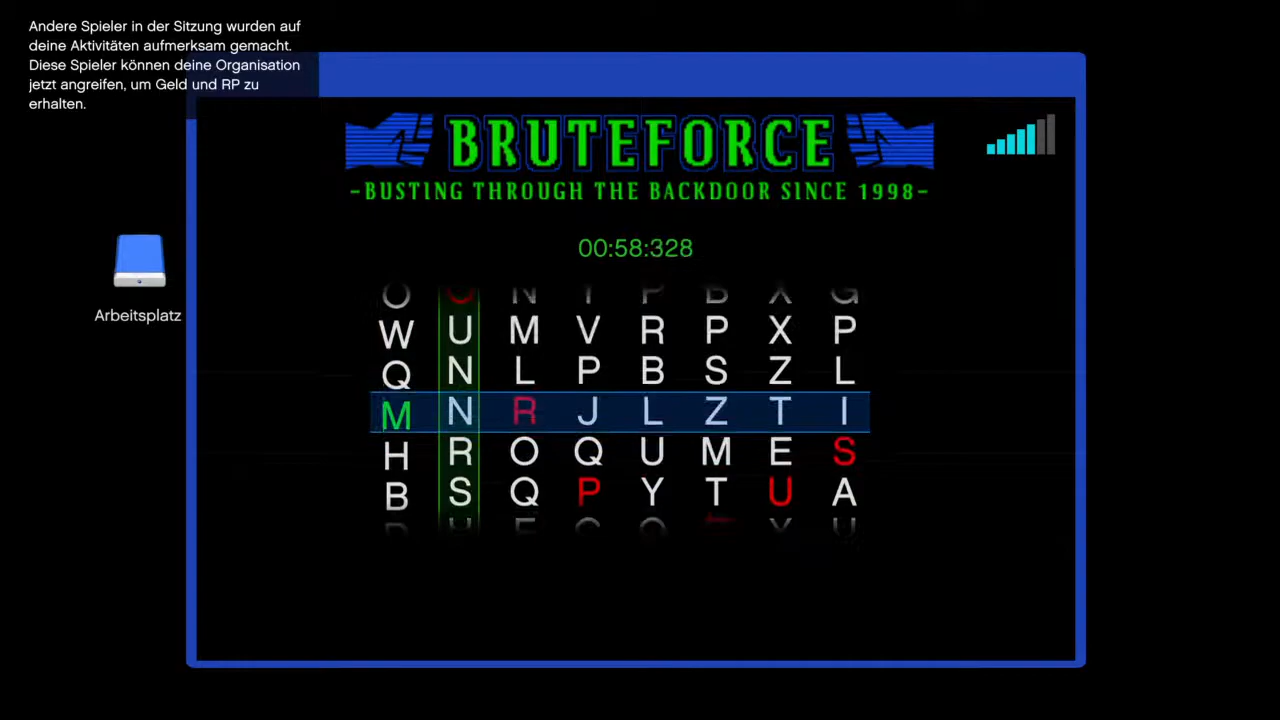 Andere Spieler in der Sitzung wurden auf
deine Aktivitäten aufmerksam gemacht.
Diese Spieler können deine Organisation
jetzt angreifen, um Geld und RP zu
erhalten.
BRUTEFORCE
-BUSTING THROUGH THE BACKDOOR SINCE 1998-
00:58:328
Arbeitsplatz
W U M V R P X P
Q N L P B S Z L
M N R J L Z T I
H R O Q U M E S
B S Q P Y T U A